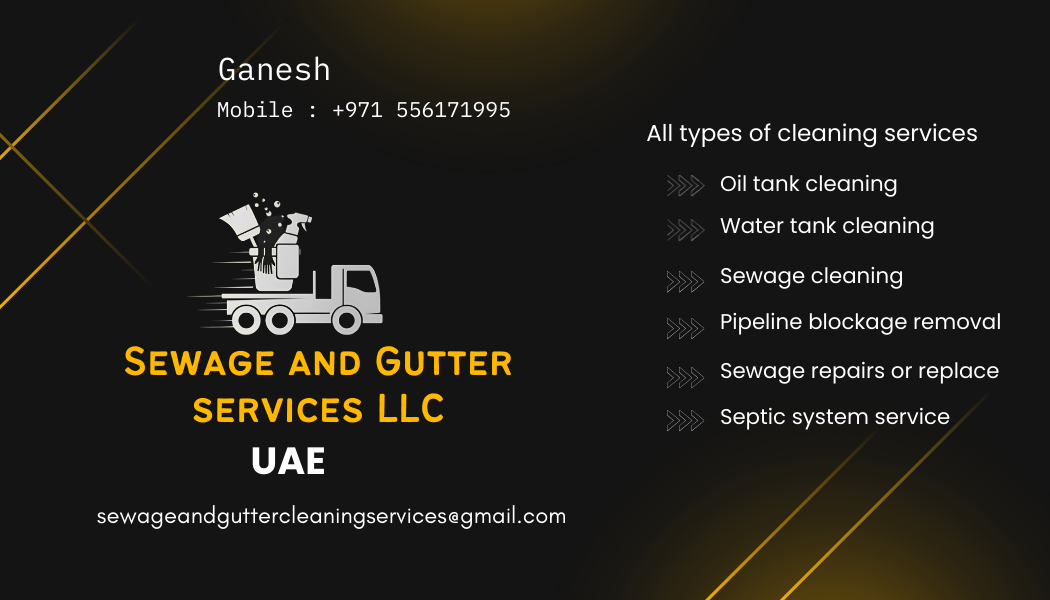 Ganesh
Mobile : +971 556171995
Sewage and Gutter
services LLC
UAE
sewageandguttercleaningservices@gmail.com
All types of cleaning services
Oil tank cleaning
Water tank cleaning
Sewage cleaning
Pipeline blockage removal
Sewage repairs or replace
Septic system service